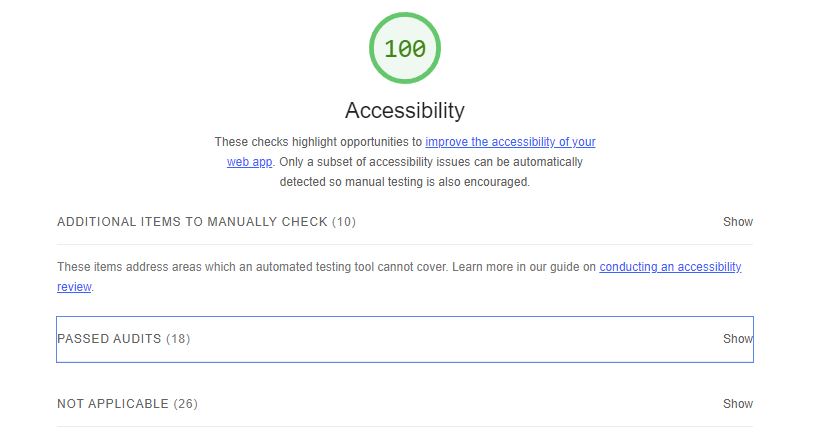 100
Accessibility
These checks highlight opportunities to improve the accessibility of your
web app. Only a subset of accessibility issues can be automatically
detected so manual testing is also encouraged.
ADDITIONAL ITEMS TO MANUALLY CHECK (10) Show
These items address areas which an automated testing tool cannot cover. Learn more in our guide on conducting an accessibility
review.
PASSED AUDITS (18) Show
NOT APPLICABLE (26) Show